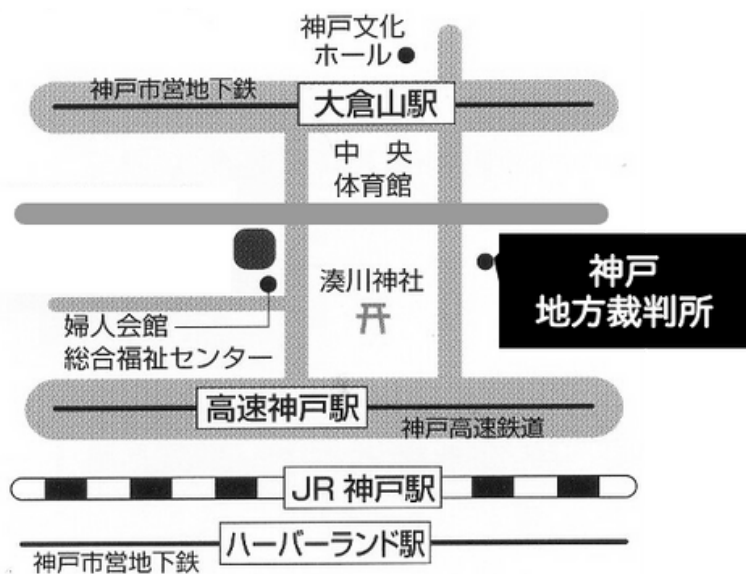 神戸文化
ホール
神戸市営地下鉄
大倉山駅
中 央
体育館
神戸
地方裁判所
湊川神社
婦人会館
総合福祉センター
高速神戸駅
神戸高速鉄道
JR 神戸駅
ハーバーランド駅
神戸市営地下鉄